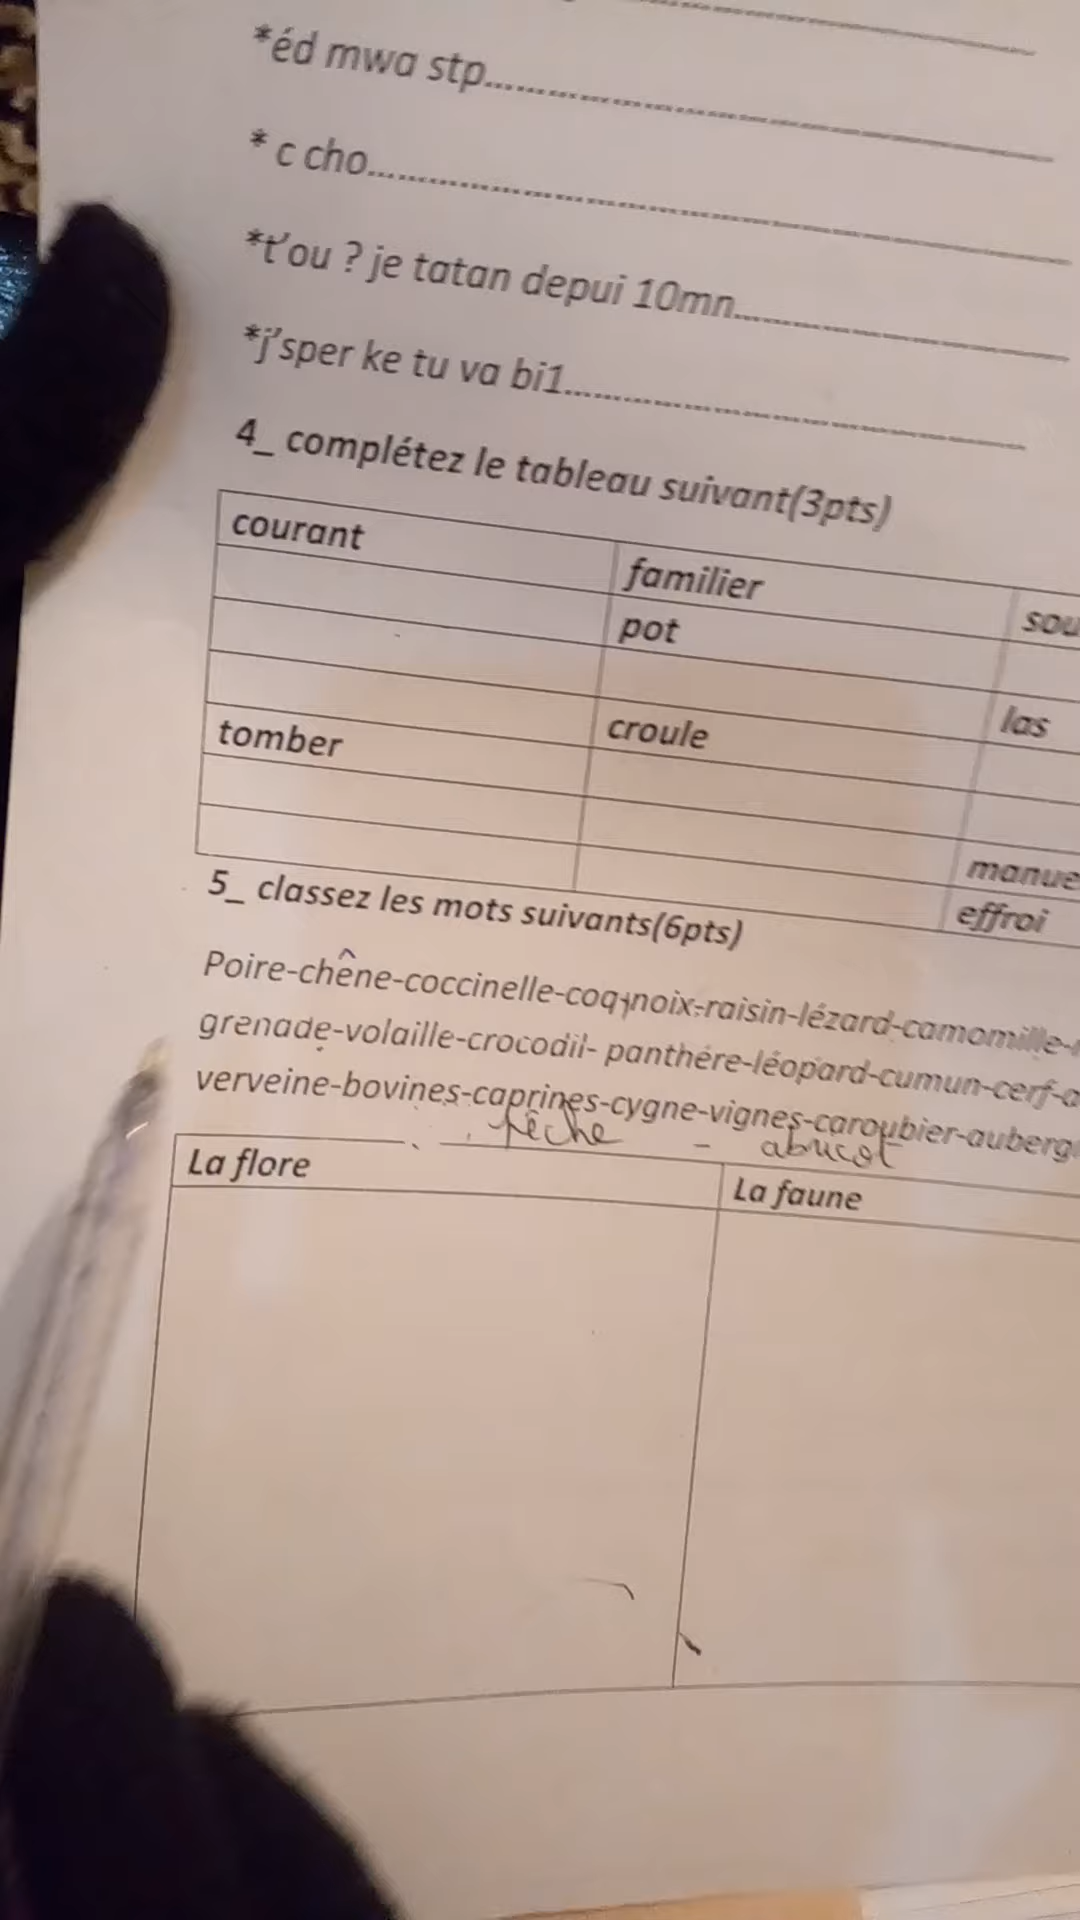 *éd mwa stp
* c cho
*t'ou ? je tatan depui 10mn
*j'sper ke tu va bi1
4_ complétez le tableau suivant(3pts)
courant familier sou
pot
las
tomber croule
manue
effroi
5_ classez les mots suivants(6pts)
Poire-chêne-coccinelle-coq-noix-raisin-lézard-camomille-
grenade-volaille-crocodil- panthére-léopard-cumun-cerf-a
verveine-bovines-caprines-cygne-vignes-caroubier-auberg
pêche - abricot
La flore La faune